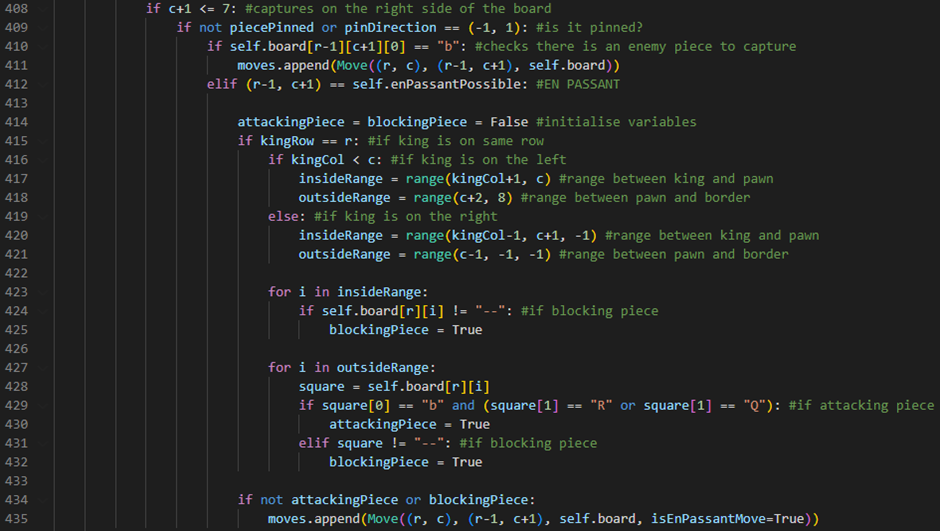 408 if c+1 <= 7: #captures on the right side of the board
409 if not piecePinned or pinDirection == (-1, 1): #is it pinned?
410 if self.board[r-1][c+1][0] == "b": #checks there is an enemy piece to capture
411 moves.append(Move((r, c), (r-1, c+1), self.board))
412 elif (r-1, c+1) == self.enPassantPossible: #EN PASSANT
413
414 attackingPiece = blockingPiece = False #initialise variables
415 if kingRow == r: #if king is on same row
416 if kingCol < c: #if king is on the left
417 insideRange = range(kingCol+1, c) #range between king and pawn
418 outsideRange = range(c+2, 8) #range between pawn and border
419 else: #if king is on the right
420 insideRange = range(kingCol-1, c+1, -1) #range between king and pawn
421 outsideRange = range(c-1, -1, -1) #range between pawn and border
422
423 for i in insideRange:
424 if self.board[r][i] != "--": #if blocking piece
425 blockingPiece = True
426
427 for i in outsideRange:
428 square = self.board[r][i]
429 if square[0] == "b" and (square[1] == "R" or square[1] == "Q"): #if attacking piece
430 attackingPiece = True
431 elif square != "--": #if blocking piece
432 blockingPiece = True
433
434 if not attackingPiece or blockingPiece:
435 moves.append(Move((r, c), (r-1, c+1), self.board, isEnPassantMove=True))